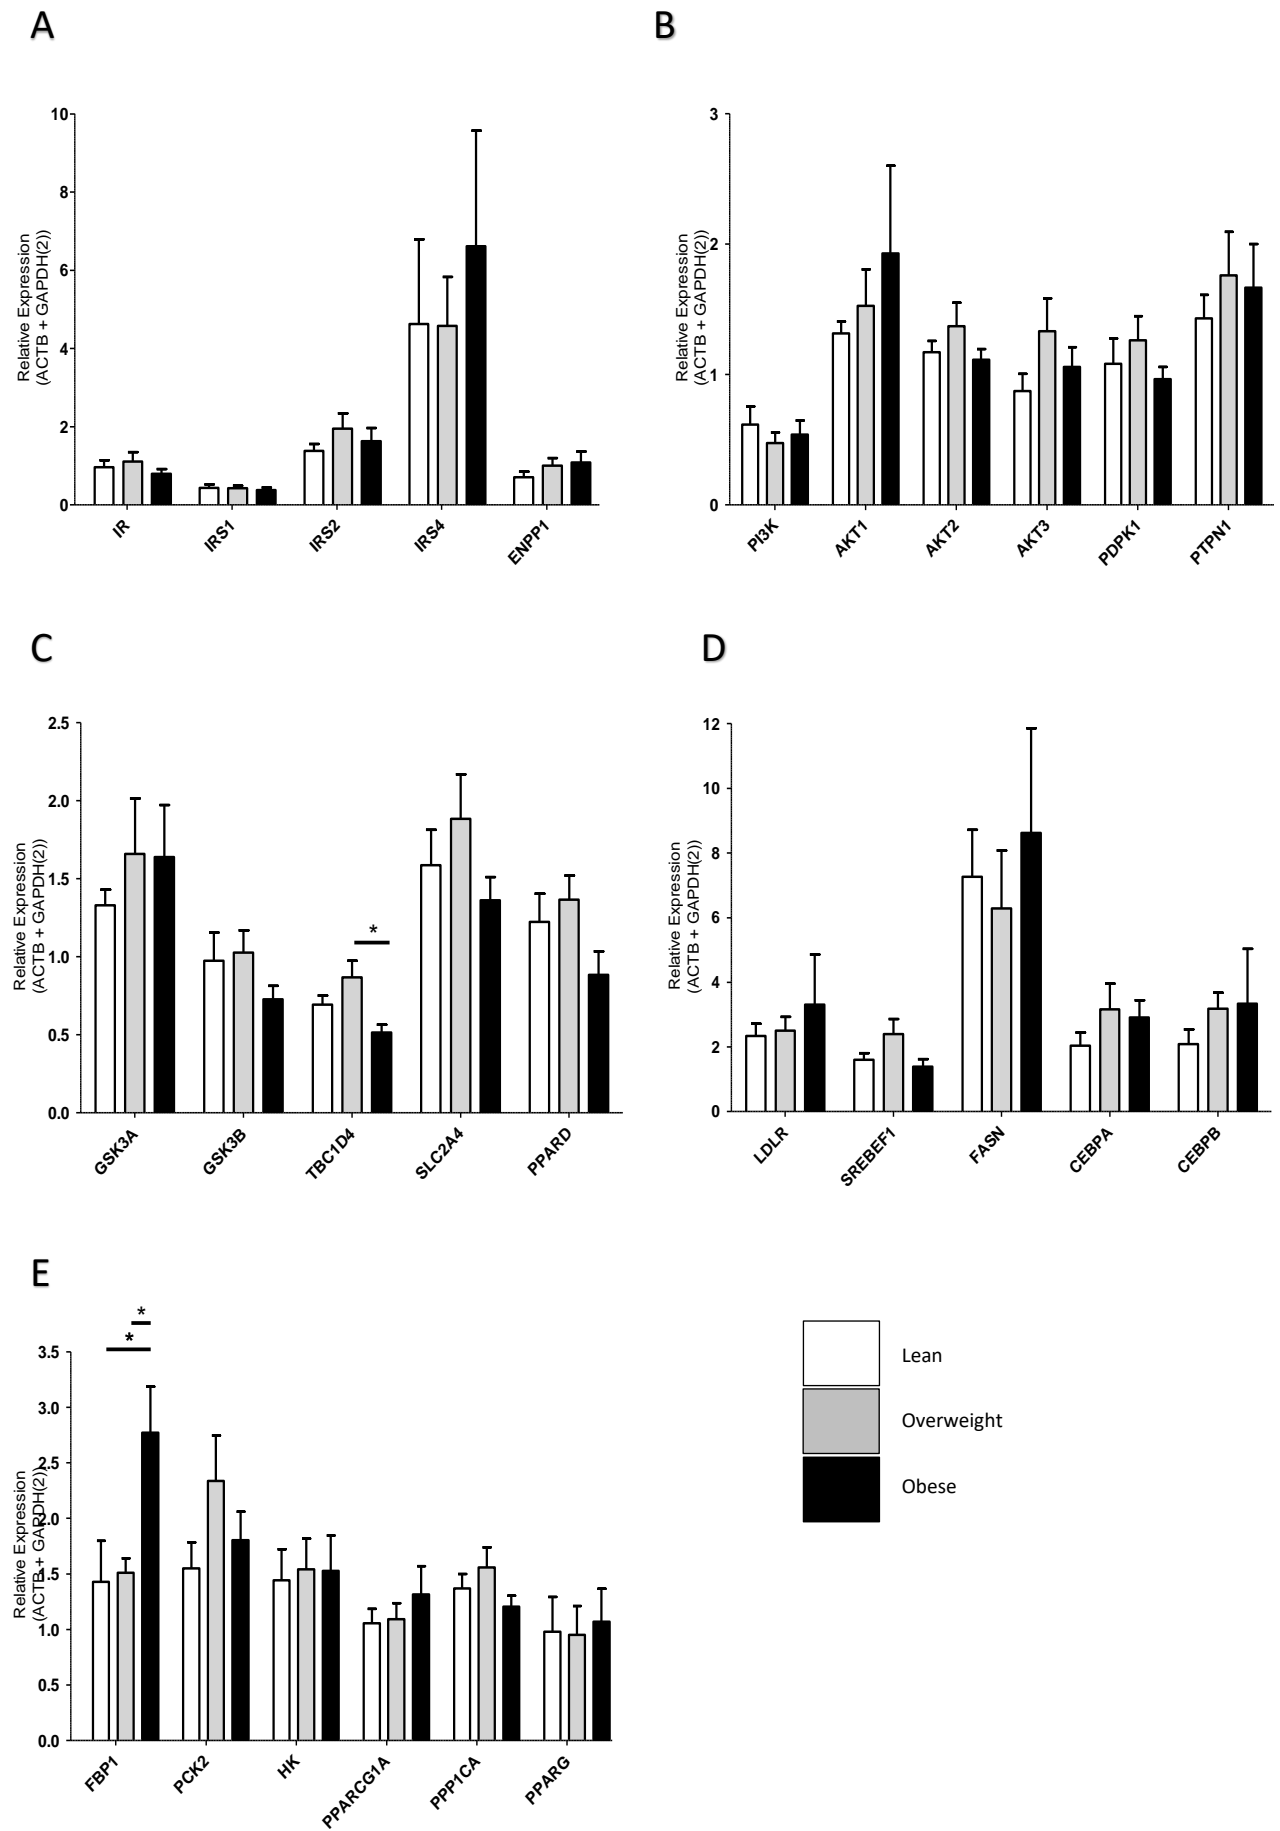 A
10
8
6
4
2
0
Relative Expression
(ACTB + GAPDH(2))
IR
IRS1
IRS2
IRS4
ENPP1
B
3
2
1
0
Relative Expression
(ACTB + GAPDH(2))
PI3K
AKT1
AKT2
AKT3
PDPK1
PTPN1
C
2.5
2.0
1.5
1.0
0.5
0.0
Relative Expression
(ACTB + GAPDH(2))
*
GSK3A
GSK3B
TBC1D4
SLC2A4
PPARD
D
12
10
8
6
4
2
0
Relative Expression
(ACTB + GAPDH(2))
LDLR
SREBEF1
FASN
CEBPA
CEBPB
E
*
*
3.5
3.0
2.5
2.0
1.5
1.0
0.5
0.0
Relative Expression
(ACTB + GAPDH(2))
FBP1
PCK2
HK
PPARCG1A
PPP1CA
PPARG
Lean
Overweight
Obese